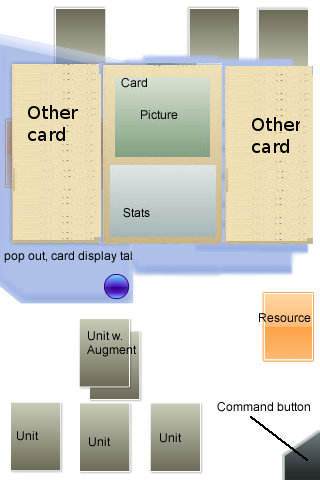 Card
Picture
Other
card
Other
card
Stats
pop out, card display tal
Unit w.
Augment
Resource
Command button
Unit
Unit
Unit